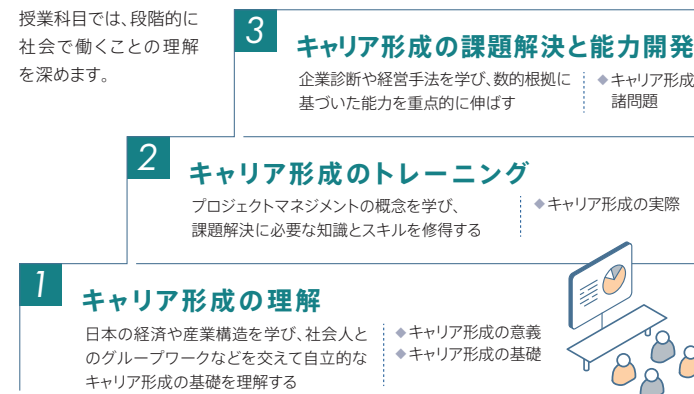 授業科目では、段階的に
社会で働くことの理解
を深めます。
3
キャリア形成の課題解決と能力開発
企業診断や経営手法を学び、数的根拠に
基づいた能力を重点的に伸ばす
◆キャリア形成
諸問題
2
キャリア形成のトレーニング
プロジェクトマネジメントの概念を学び、
課題解決に必要な知識とスキルを修得する
◆キャリア形成の実際
1
キャリア形成の理解
日本の経済や産業構造を学び、社会人と
のグループワークなどを交えて自立的な
キャリア形成の基礎を理解する
◆キャリア形成の意義
◆キャリア形成の基礎